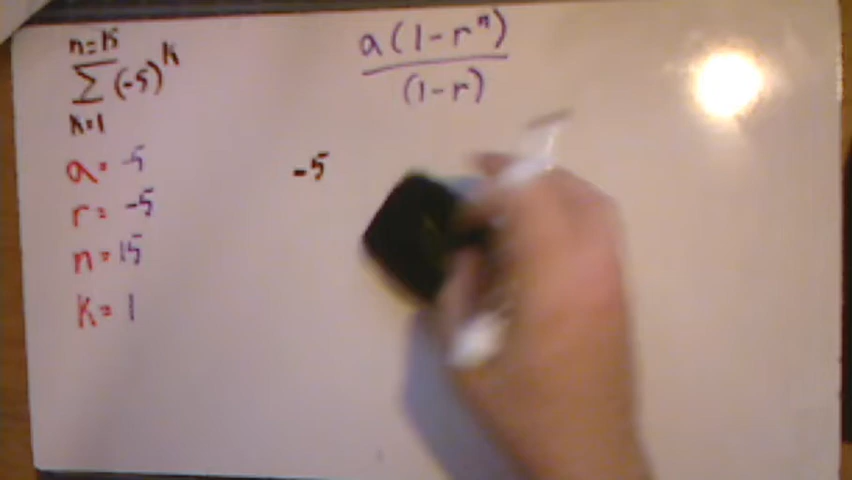 n=15
∑(-5)^k
k=1
a(1-r^n)
(1-r)
a= -5
-5
r= -5
n= 15
k= 1